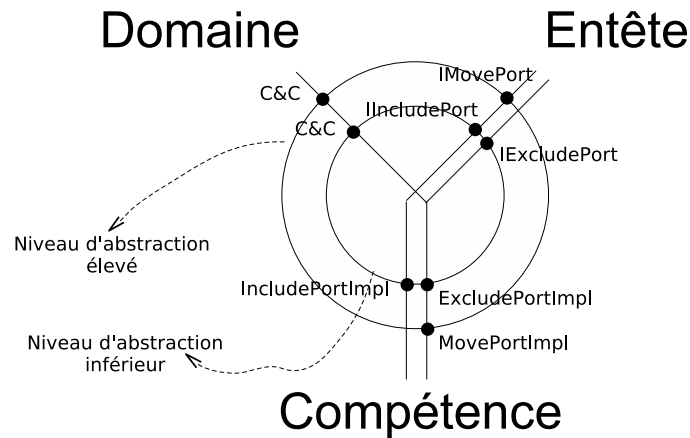 Domaine
Entête
IMovePort
C&C
IIncludePort
C&C
IExcludePort
Niveau d'abstraction
élevé
IncludePortImpl
ExcludePortImpl
Niveau d'abstraction
inférieur
MovePortImpl
Compétence